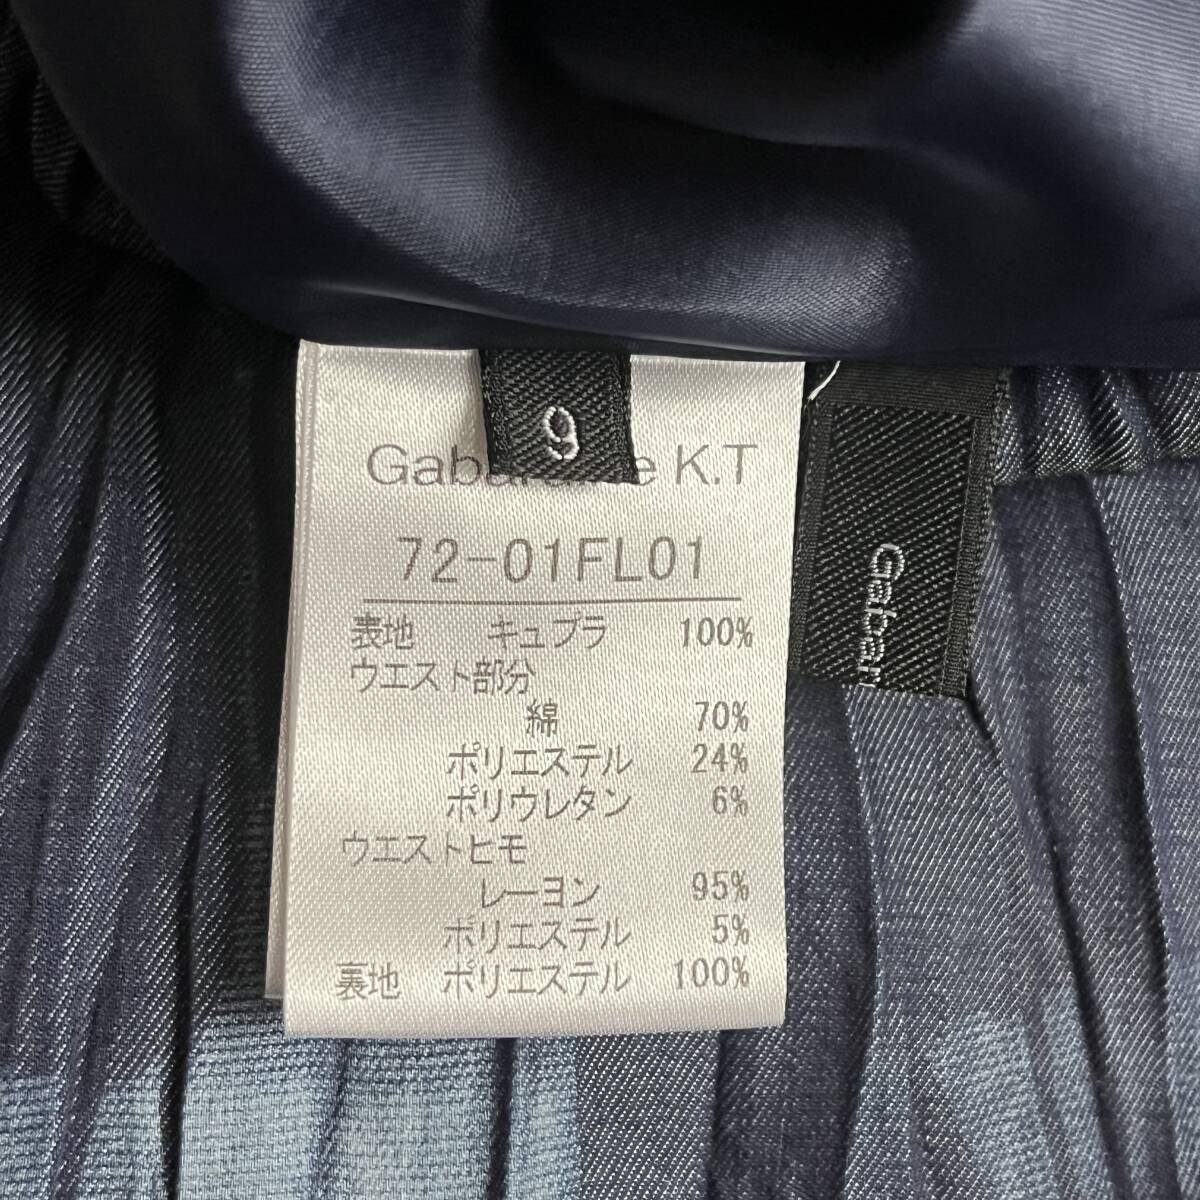 9
K.T
72-01FL01
表地 キュプラ 100%
ウエスト部分
綿 70%
ポリエステル 24%
ポリウレタン 6%
ウエストヒモ
レーヨン 95%
ポリエステル 5%
裏地 ポリエステル 100%
Gabar